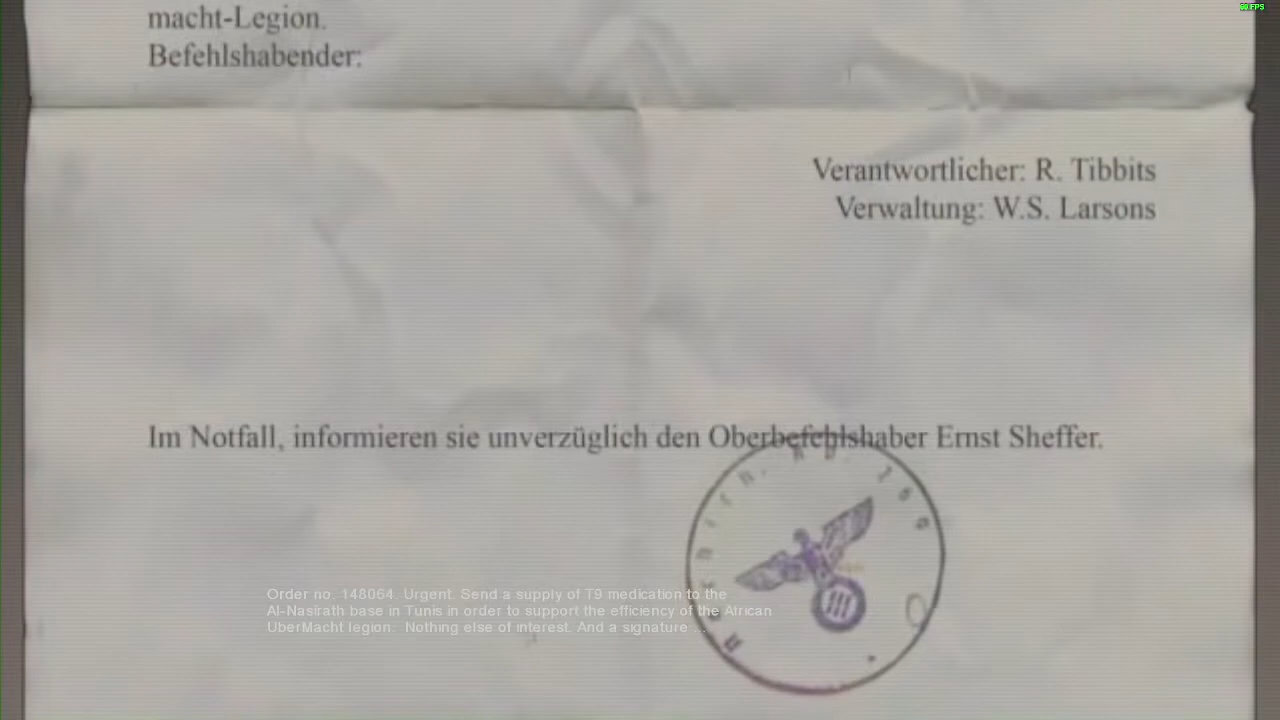 60 FPS
macht-Legion.
Befehlshabender:
Verantwortlicher: R. Tibbits
Verwaltung: W.S. Larsons
Im Notfall, informieren sie unverzüglich den Oberbefehlshaber Ernst Sheffer.
Order no. 148064. Urgent. Send a supply of T9 medication to the
Al-Nasirath base in Tunis in order to support the efficiency of the African
UberMacht legion. Nothing else of interest. And a signature ...